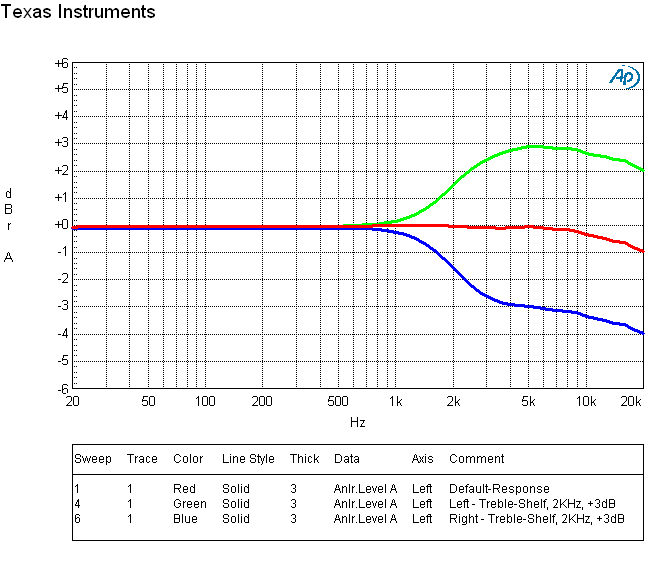 Texas Instruments
Ap
+6
+5
+4
+3
+2
+1
+0
-1
-2
-3
-4
-5
-6
d
B
r
A
20 50 100 200 500 1k 2k 5k 10k 20k
Hz
Sweep Trace Color Line Style Thick Data Axis Comment
1 1 Red Solid 3 Anlr.Level A Left Default-Response
4 1 Green Solid 3 Anlr.Level A Left Left - Treble-Shelf, 2KHz, +3dB
6 1 Blue Solid 3 Anlr.Level A Left Right - Treble-Shelf, 2KHz, +3dB